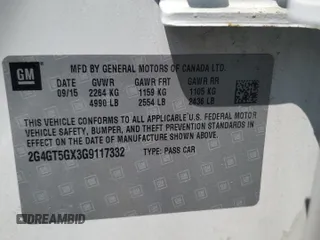 GM
MFD BY GENERAL MOTORS OF CANADA LTD.
DATE GVWR GAWR FRT GAWR RR
09/15 2264 KG 1159 KG 1105 KG
4990 LB 2554 LB 2436 LB
THIS VEHICLE CONFORMS TO ALL APPLICABLE U.S. FEDERAL MOTOR
VEHICLE SAFETY, BUMPER, AND THEFT PREVENTION STANDARDS IN
EFFECT ON THE DATE OF MANUFACTURE SHOWN ABOVE.
2G4GT5GX3G9117332 TYPE: PASS CAR
DREAMBID